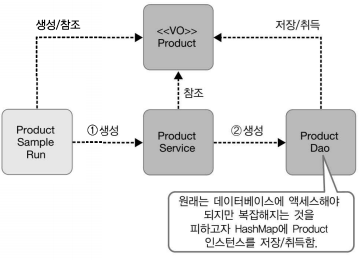 생성/참조
<<VO>>
Product
저장/취득
참조
Product
Sample
Run
①생성
Product
Service
②생성
Product
Dao
원래는 데이터베이스에 액세스해야
되지만 복잡해지는 것을
피하고자 HashMap에 Product
인스턴스를 저장/취득함.